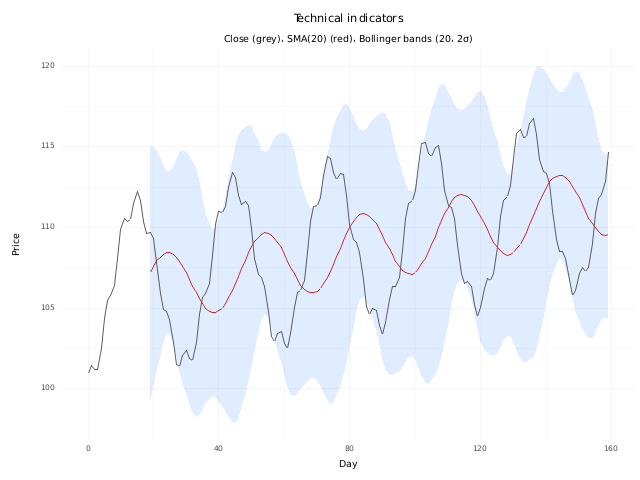 Technical indicators
Close (grey), SMA(20) (red), Bollinger bands (20, 2σ)
120
115
110
105
100
Price
0 40 80 120 160
Day